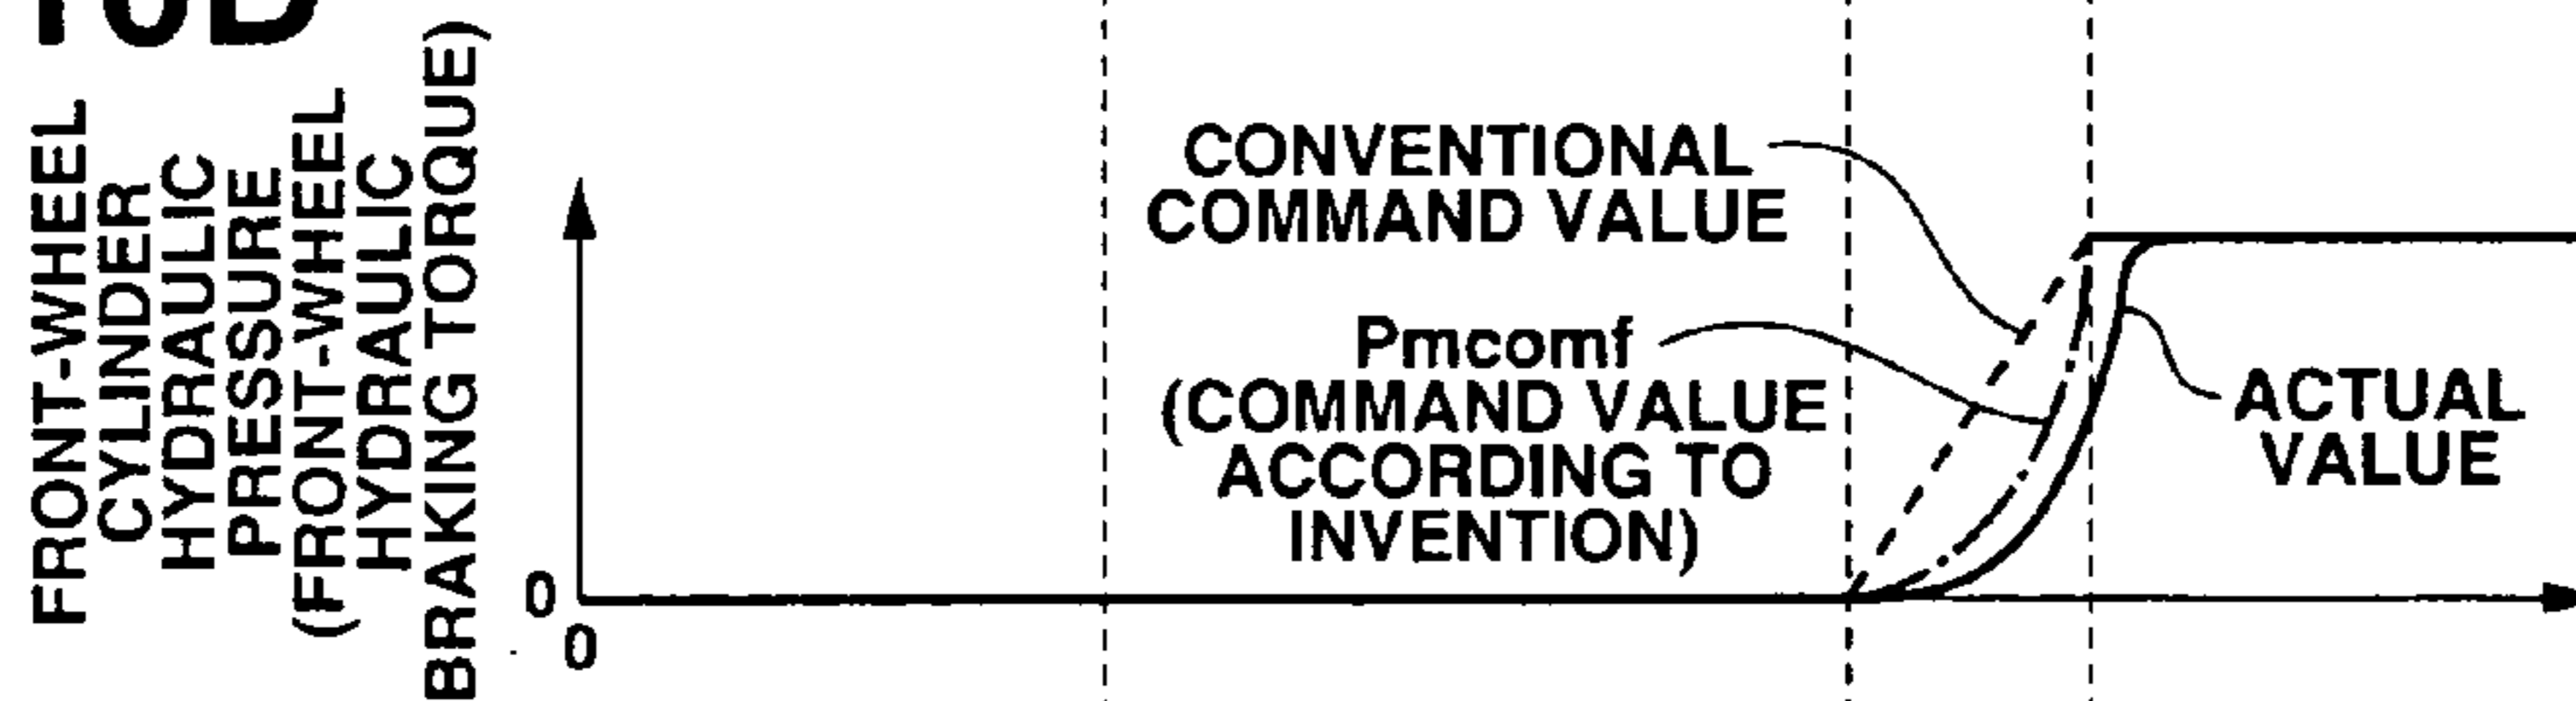 FRONT-WHEEL
CYLINDER
HYDRAULIC
PRESSURE
(FRONT-WHEEL
HYDRAULIC
BRAKING TORQUE)
CONVENTIONAL
COMMAND VALUE
Pmcomf
(COMMAND VALUE
ACCORDING TO
INVENTION)
ACTUAL
VALUE
0
0